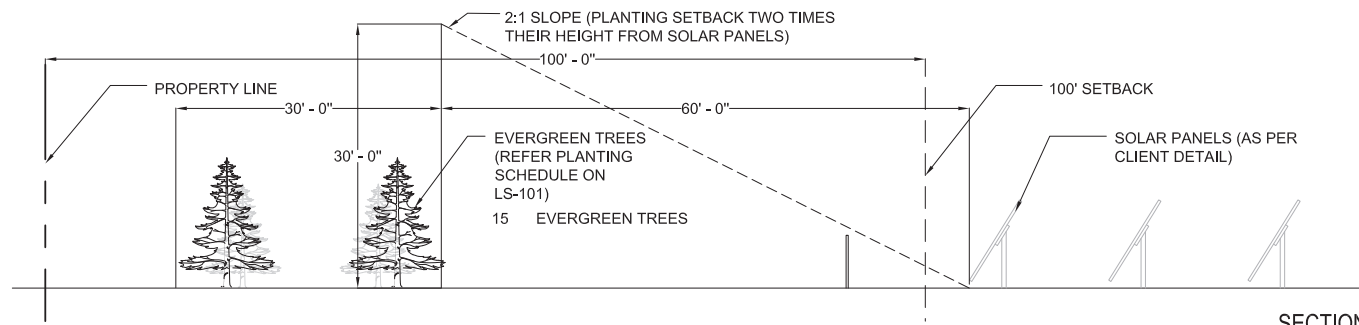 2:1 SLOPE (PLANTING SETBACK TWO TIMES
THEIR HEIGHT FROM SOLAR PANELS)
100' - 0"
PROPERTY LINE
100' SETBACK
30' - 0"
60' - 0"
EVERGREEN TREES
(REFER PLANTING
SCHEDULE ON
LS-101)
SOLAR PANELS (AS PER
CLIENT DETAIL)
30' - 0"
15 EVERGREEN TREES
SECTION